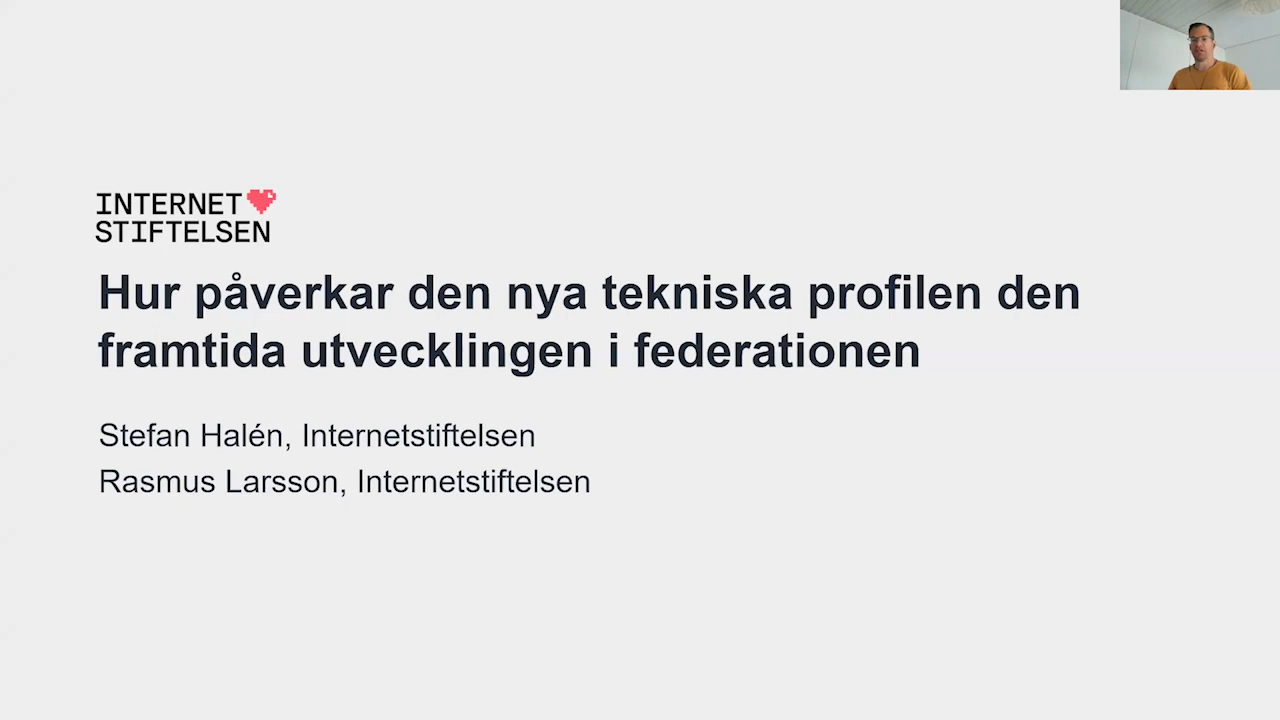 INTERNET
STIFTELSEN
Hur påverkar den nya tekniska profilen den
framtida utvecklingen i federationen
Stefan Halén, Internetstiftelsen
Rasmus Larsson, Internetstiftelsen